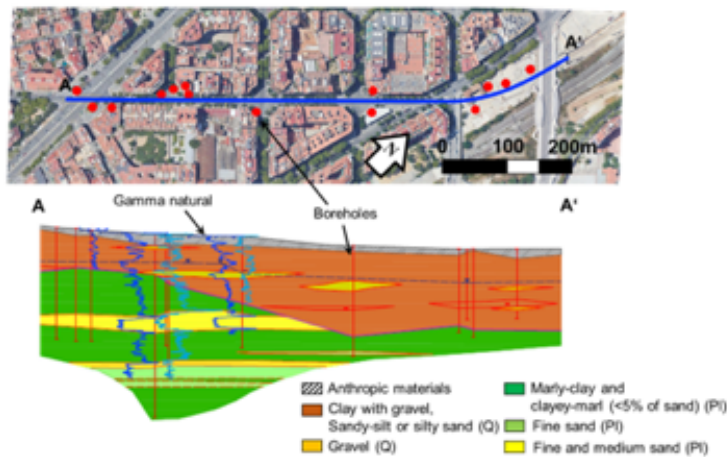 A
A'
0 100 200m
A
Gamma natural
Boreholes
A'
Anthropic materials
Clay with gravel,
Sandy-silt or silty sand (Q)
Gravel (Q)
Marly-clay and
clayey-marl (<5% of sand) (Pl)
Fine sand (Pl)
Fine and medium sand (Pl)